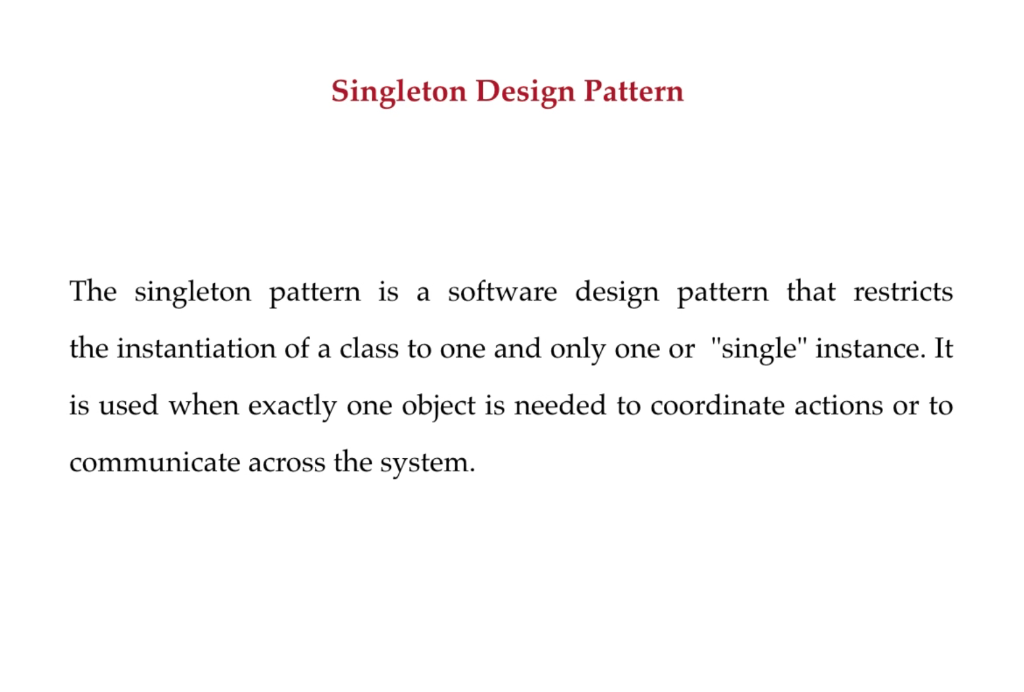 Singleton Design Pattern
The singleton pattern is a software design pattern that restricts
the instantiation of a class to one and only one or  "single" instance. It
is used when exactly one object is needed to coordinate actions or to
communicate across the system.